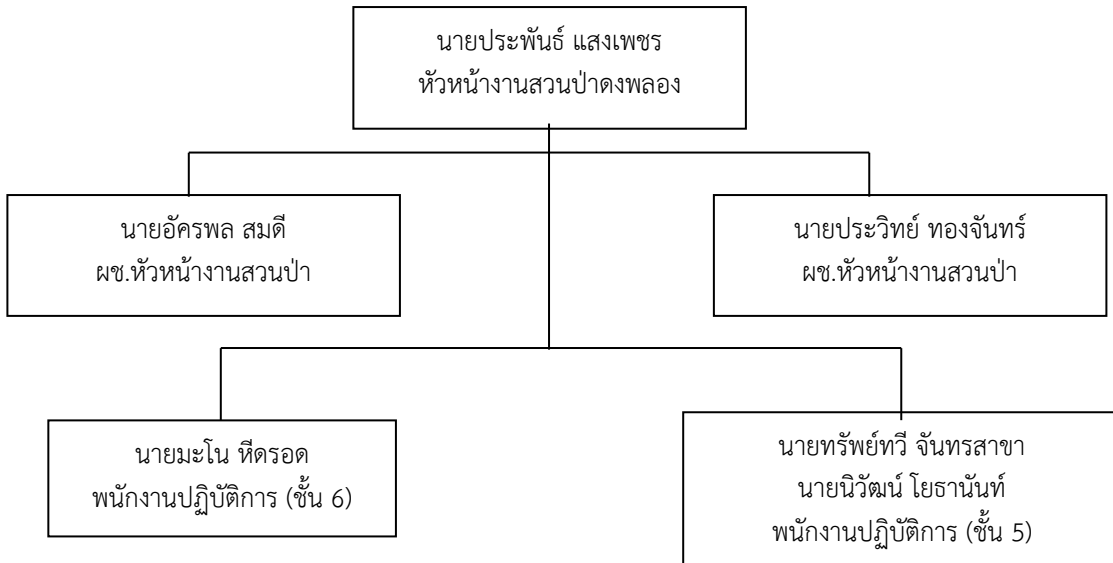 นายประพันธ์ แสงเพชร
หัวหน้างานสวนป่าดงพลอง
นายอัครพล สมดี
ผช.หัวหน้างานสวนป่า
นายประวิทย์ ทองจันทร์
ผช.หัวหน้างานสวนป่า
นายมะโน หีดรอด
พนักงานปฏิบัติการ (ชั้น 6)
นายทรัพย์ทวี จันทรสาขา
นายนิวัฒน์ โยธานันท์
พนักงานปฏิบัติการ (ชั้น 5)